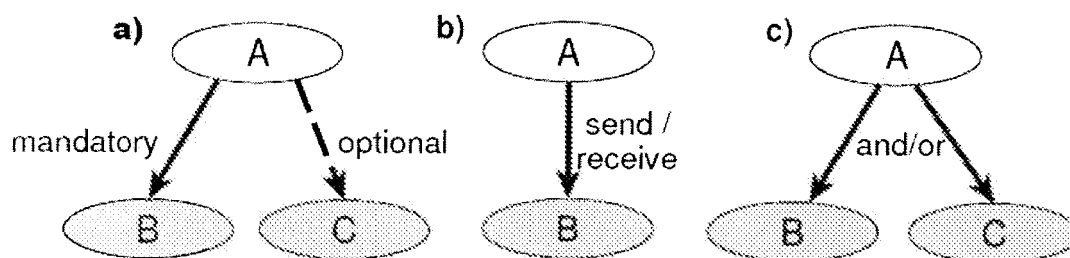 a)
A
mandatory
optional
B
C
b)
A
send /
receive
B
c)
A
and/or
B
C